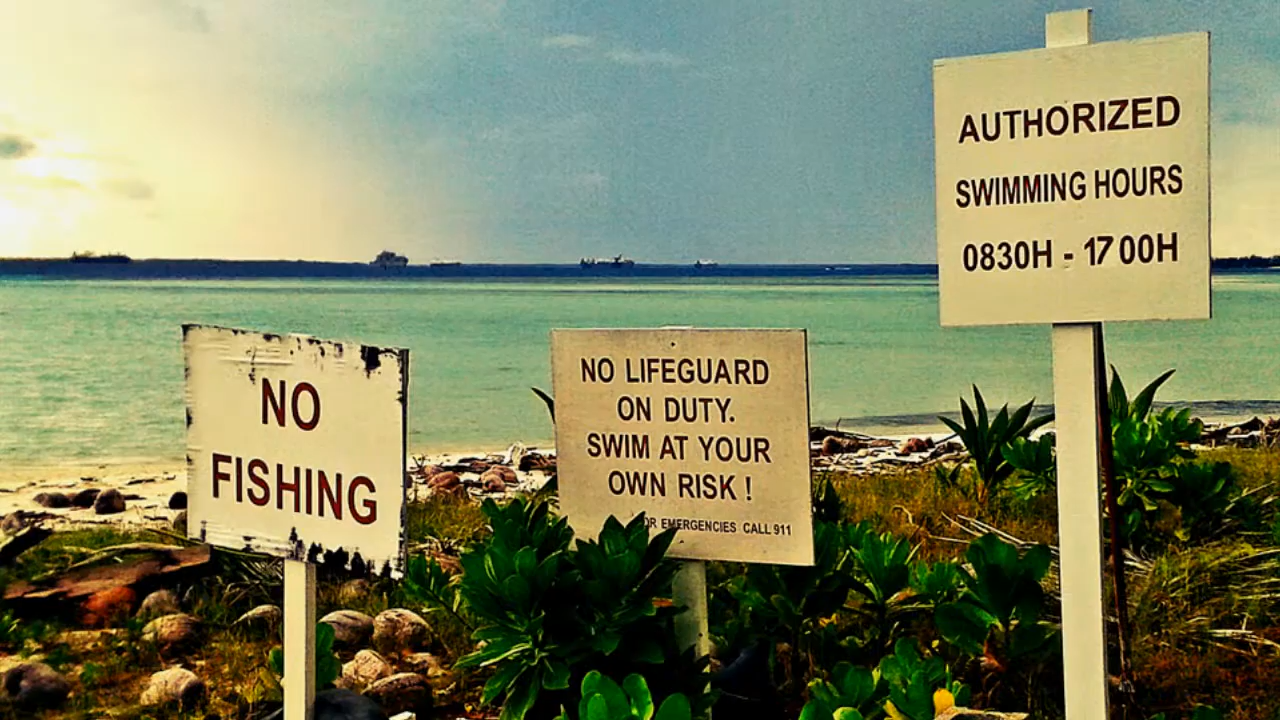 NO
FISHING
NO LIFEGUARD
ON DUTY.
SWIM AT YOUR
OWN RISK !
EMERGENCIES CALL 911
AUTHORIZED
SWIMMING HOURS
0830H - 1700H